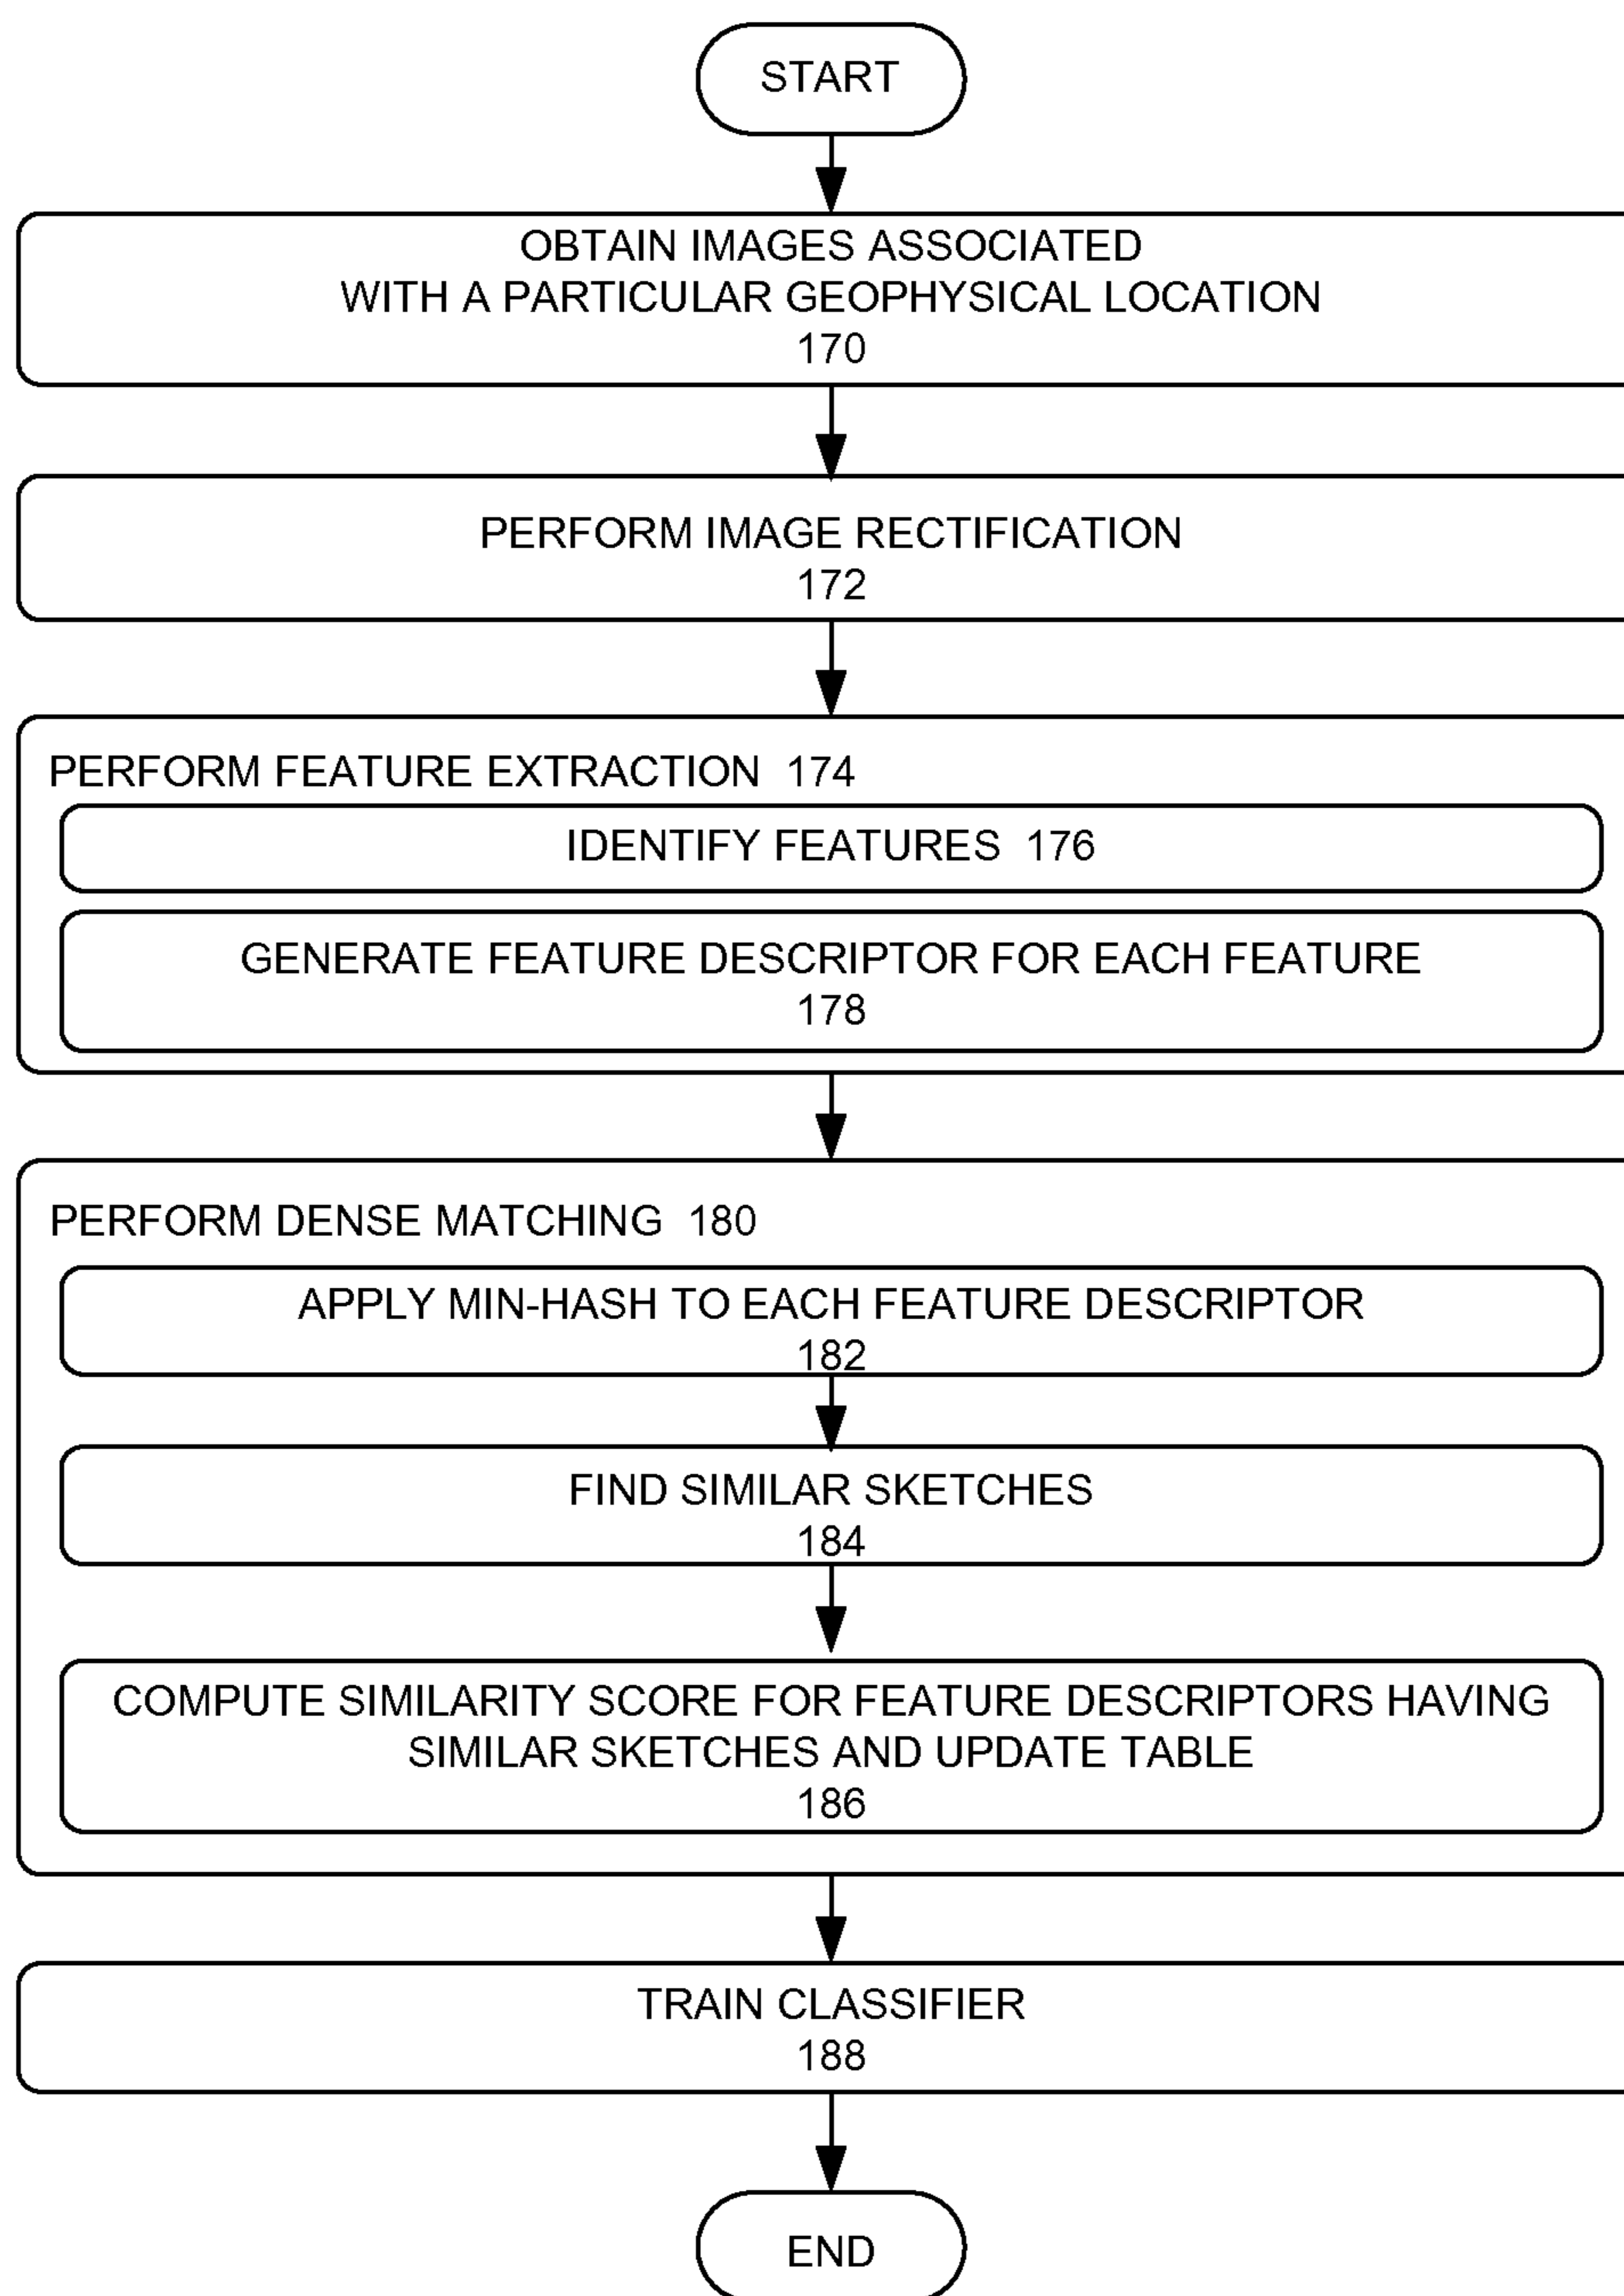 START
OBTAIN IMAGES ASSOCIATED
WITH A PARTICULAR GEOPHYSICAL LOCATION
170
PERFORM IMAGE RECTIFICATION
172
PERFORM FEATURE EXTRACTION 174
IDENTIFY FEATURES 176
GENERATE FEATURE DESCRIPTOR FOR EACH FEATURE
178
PERFORM DENSE MATCHING 180
APPLY MIN-HASH TO EACH FEATURE DESCRIPTOR
182
FIND SIMILAR SKETCHES
184
COMPUTE SIMILARITY SCORE FOR FEATURE DESCRIPTORS HAVING
SIMILAR SKETCHES AND UPDATE TABLE
186
TRAIN CLASSIFIER
188
END